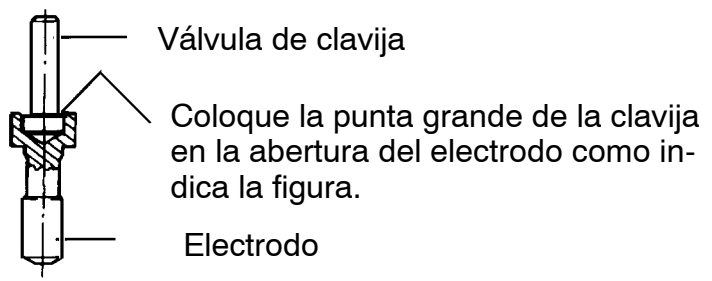 Válvula de clavija
Coloque la punta grande de la clavija
en la abertura del electrodo como in-
dica la figura.
Electrodo